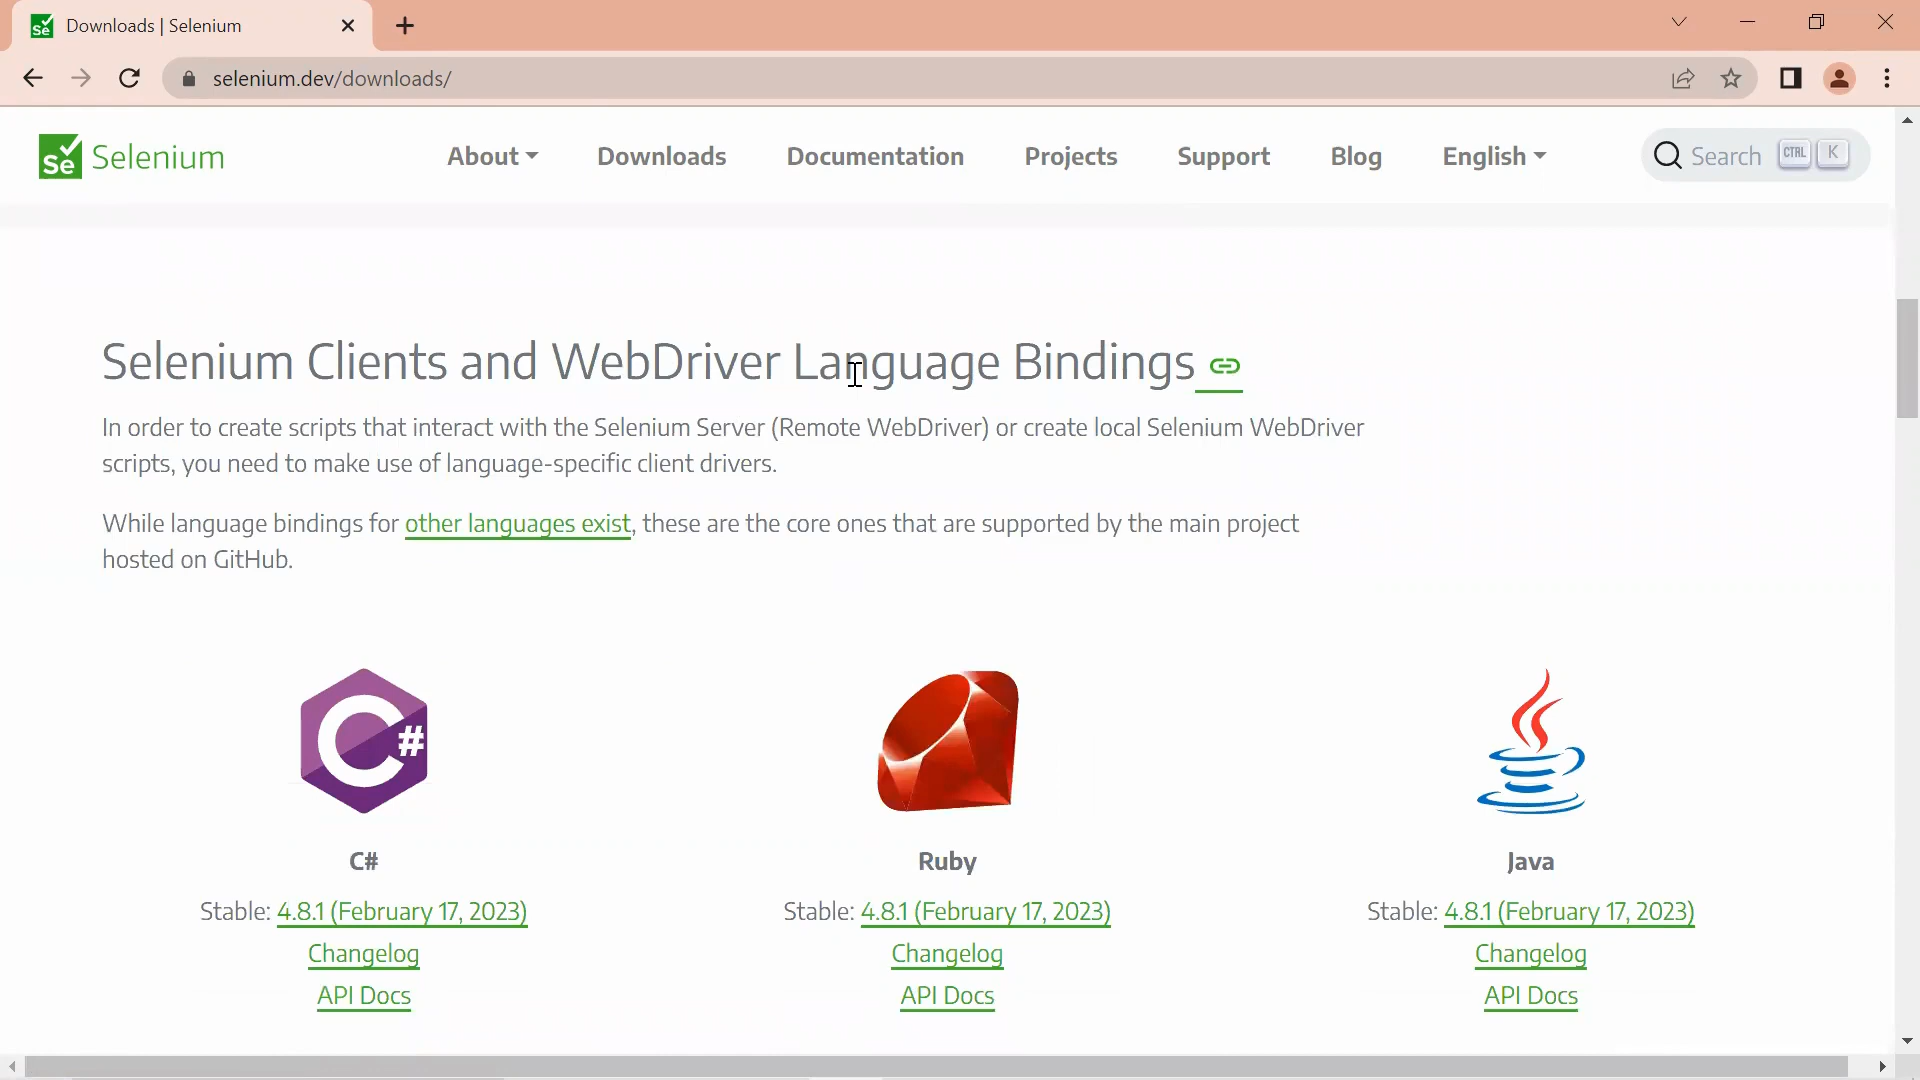 Se Downloads | Selenium
selenium.dev/downloads/
Se Selenium About Downloads Documentation Projects Support Blog English Search CTRL K
Selenium Clients and WebDriver Language Bindings
In order to create scripts that interact with the Selenium Server (Remote WebDriver) or create local Selenium WebDriver
scripts, you need to make use of language-specific client drivers.
While language bindings for other languages exist, these are the core ones that are supported by the main project
hosted on GitHub.
C#
C# Ruby Java
Stable: 4.8.1 (February 17, 2023) Stable: 4.8.1 (February 17, 2023) Stable: 4.8.1 (February 17, 2023)
Changelog Changelog Changelog
API Docs API Docs API Docs